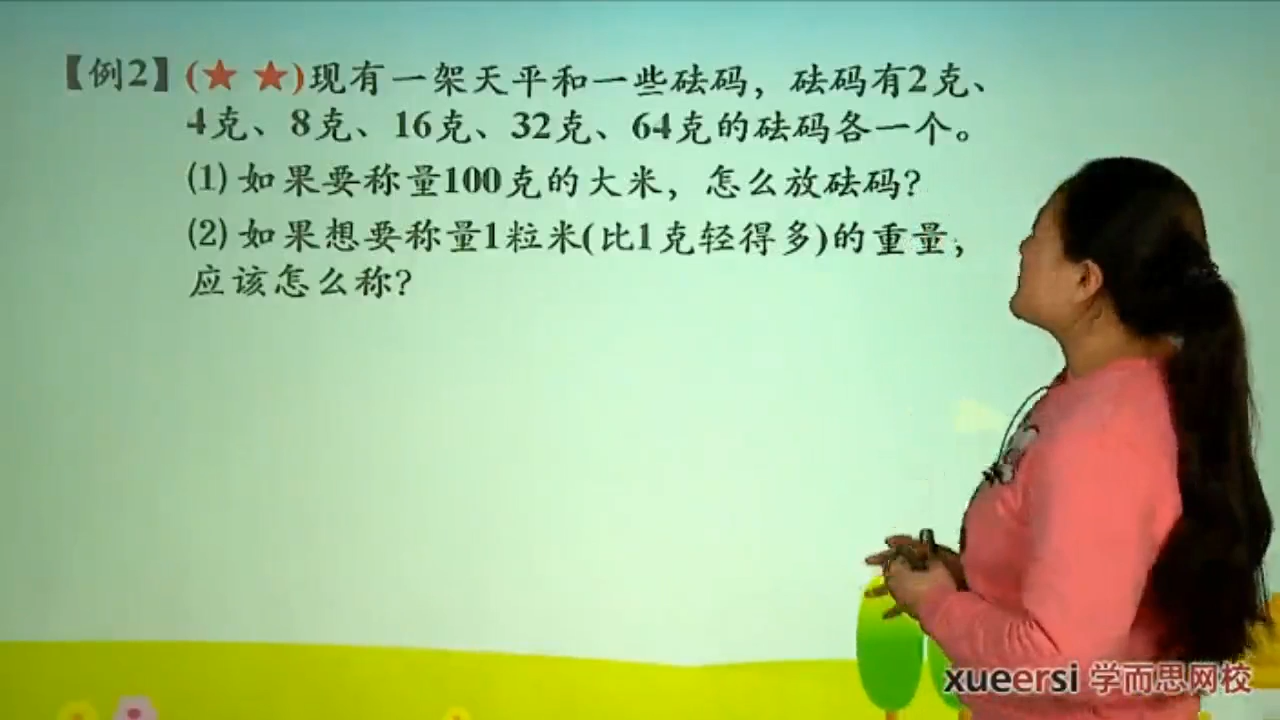 【例2】(★ ★)现有一架天平和一些砝码，砝码有2克、
4克、8克、16克、32克、64克的砝码各一个。
(1) 如果要称量100克的大米，怎么放砝码?
(2) 如果想要称量1粒米(比1克轻得多)的重量，
应该怎么称?
xueersi 学而思网校